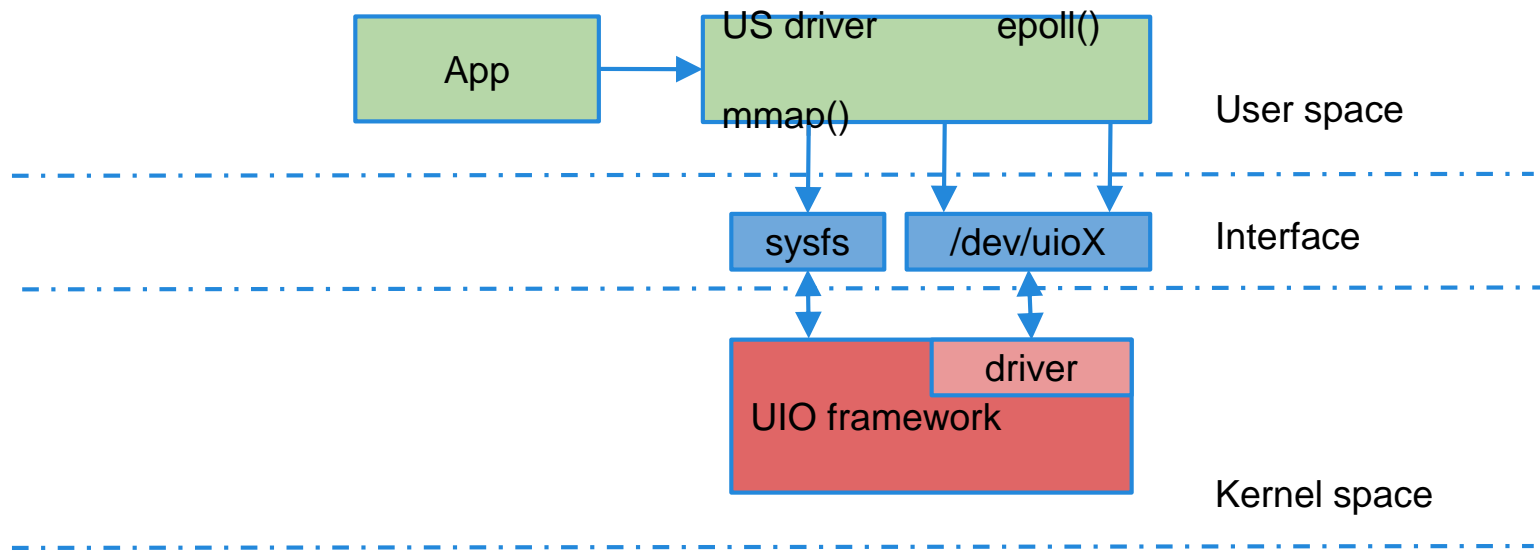 US driver epoll()
App
mmap()
User space
sysfs /dev/uioX Interface
driver
UIO framework
Kernel space